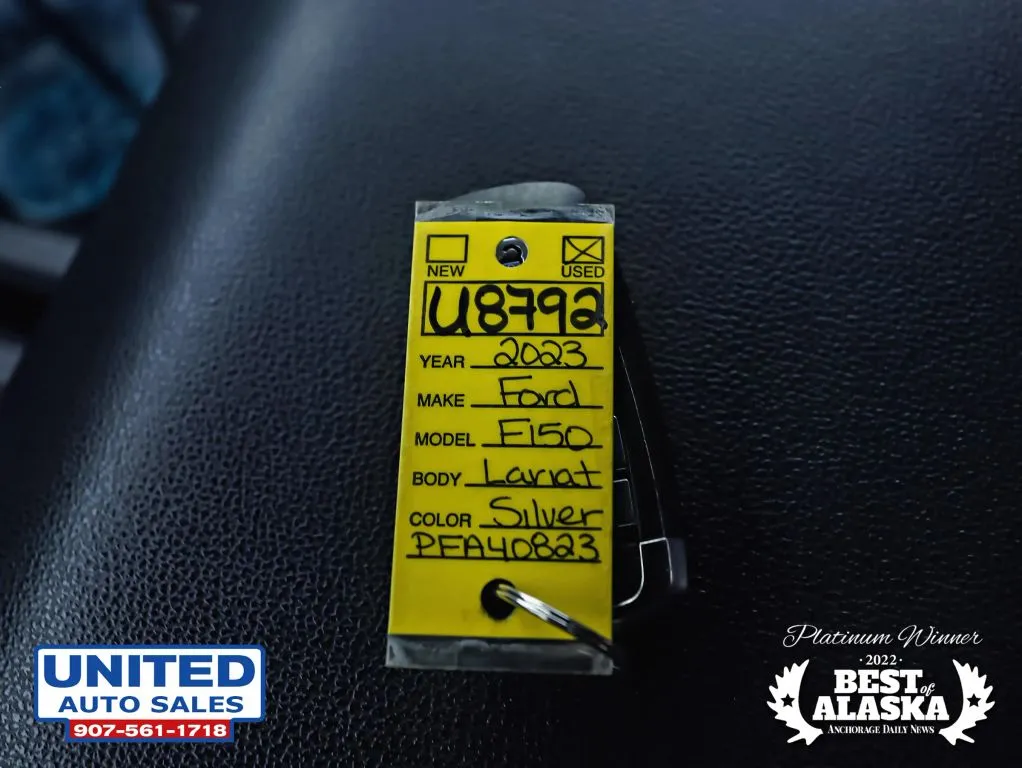 NEW USED
U8792
YEAR 2023
MAKE Ford
MODEL F150
BODY Lariat
COLOR Silver
PFA40823
UNITED
AUTO SALES
907-561-1718
Platinum Winner
·2022·
BEST of
ALASKA
ANCHORAGE DAILY NEWS